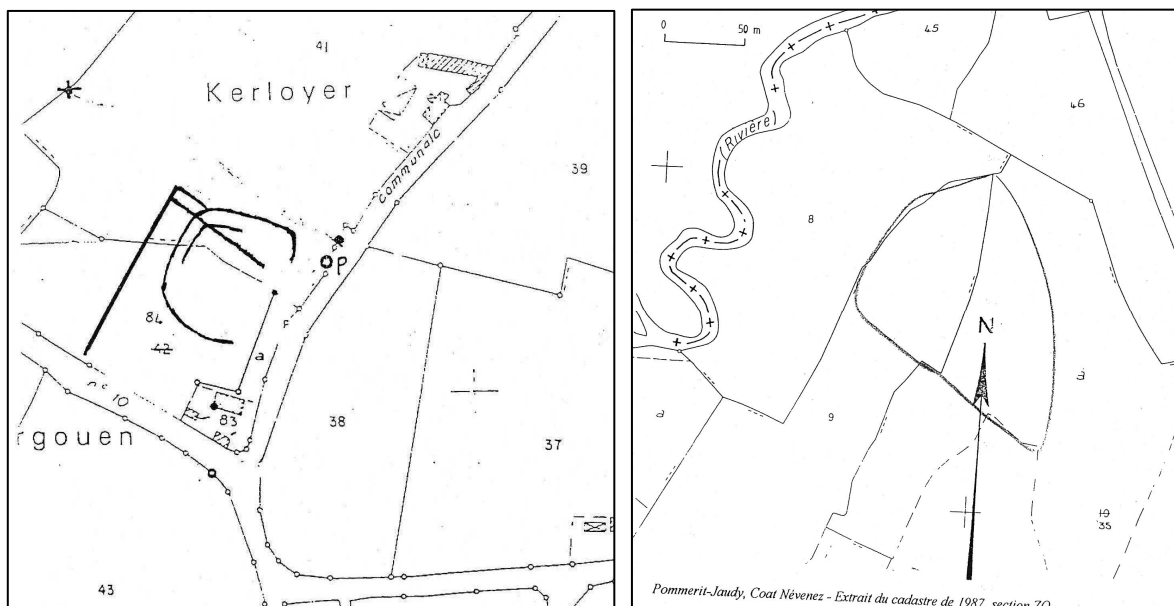 41
Kerloyer
communale
39
P
84
42
a
10
83
rgouen
38
37
43
0 50 m
45
46
(Rivière)
8
N
a
a
9
19
35
Pommerit-Jaudy, Coat Névenez - Extrait du cadastre de 1987, section ZO